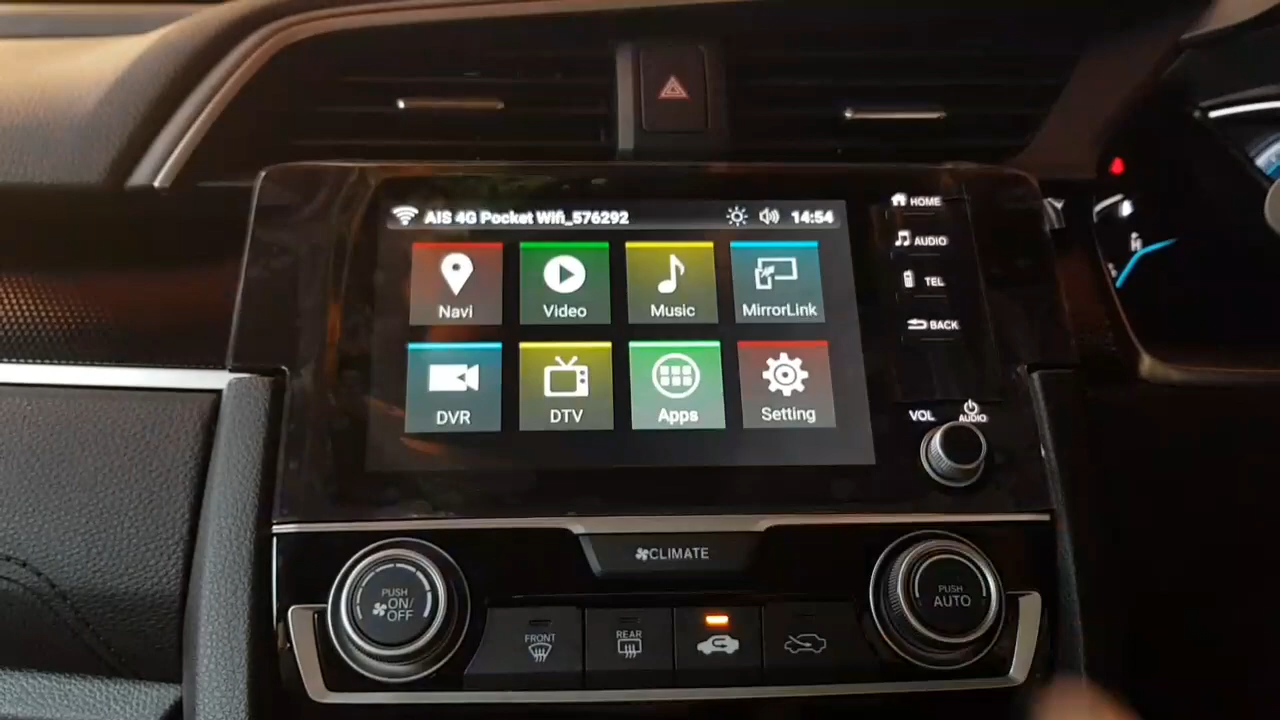 AIS 4G Pocket Wifi_576292 14:54
Navi
Video
Music
MirrorLink
DVR
DTV
Apps
Setting
HOME
AUDIO
TEL
BACK
VOL
AUDIO
CLIMATE
PUSH
ON/
OFF
FRONT
REAR
PUSH
AUTO
H